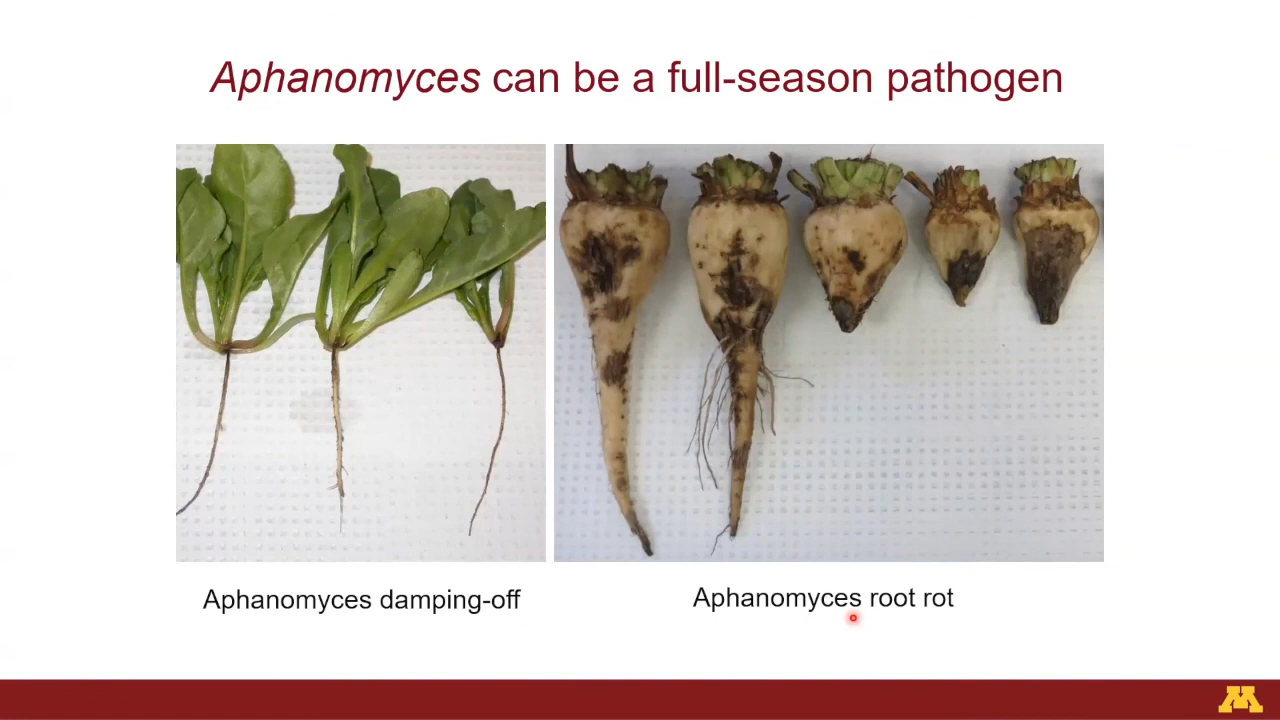 Aphanomyces can be a full-season pathogen
Aphanomyces damping-off
Aphanomyces root rot
M